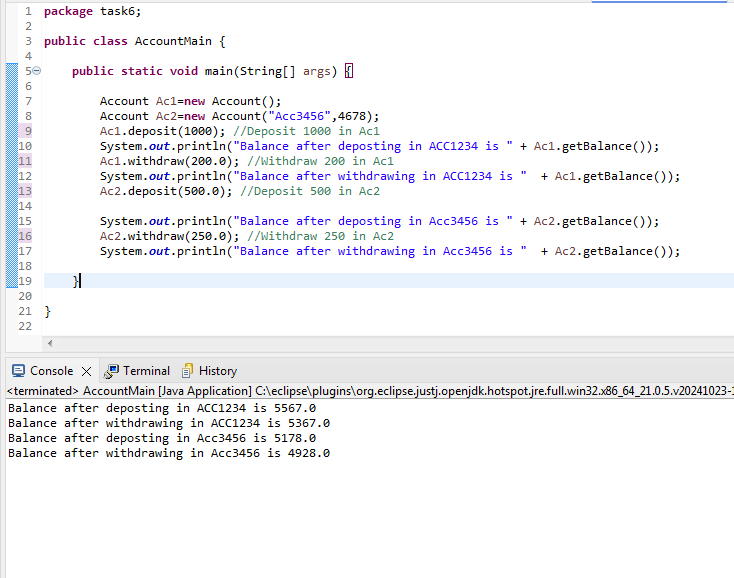 1 package task6;
2
3 public class AccountMain {
4
5 public static void main(String[] args) {
6
7 Account Ac1=new Account();
8 Account Ac2=new Account("Acc3456",4678);
9 Ac1.deposit(1000); //Deposit 1000 in Ac1
10 System.out.println("Balance after deposting in ACC1234 is " + Ac1.getBalance());
11 Ac1.withdraw(200.0); //Withdraw 200 in Ac1
12 System.out.println("Balance after withdrawing in ACC1234 is "  + Ac1.getBalance());
13 Ac2.deposit(500.0); //Deposit 500 in Ac2
14
15 System.out.println("Balance after deposting in Acc3456 is " + Ac2.getBalance());
16 Ac2.withdraw(250.0); //Withdraw 250 in Ac2
17 System.out.println("Balance after withdrawing in Acc3456 is "  + Ac2.getBalance());
18
19 }
20
21 }
22
Console Terminal History
<terminated> AccountMain [Java Application] C:\eclipse\plugins\org.eclipse.justj.openjdk.hotspot.jre.full.win32.x86_64_21.0.5.v20241023-1
Balance after deposting in ACC1234 is 5567.0
Balance after withdrawing in ACC1234 is 5367.0
Balance after deposting in Acc3456 is 5178.0
Balance after withdrawing in Acc3456 is 4928.0